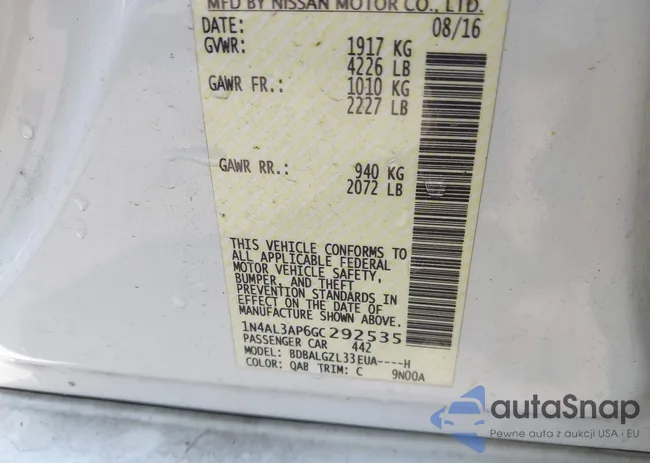 MFD BY NISSAN MOTOR CO., LTD.
DATE: 08/16
GVWR: 1917 KG
4226 LB
GAWR FR.: 1010 KG
2227 LB
GAWR RR.: 940 KG
2072 LB
THIS VEHICLE CONFORMS TO
ALL APPLICABLE FEDERAL
MOTOR VEHICLE SAFETY,
BUMPER, AND THEFT
PREVENTION STANDARDS IN
EFFECT ON THE DATE OF
MANUFACTURE SHOWN ABOVE.
1N4AL3AP6GC292535
PASSENGER CAR 442
MODEL: BDBALGZL33EUA----H
COLOR: QAB TRIM: C 9N00A
autaSnap
Pewne auta z aukcji USA i EU